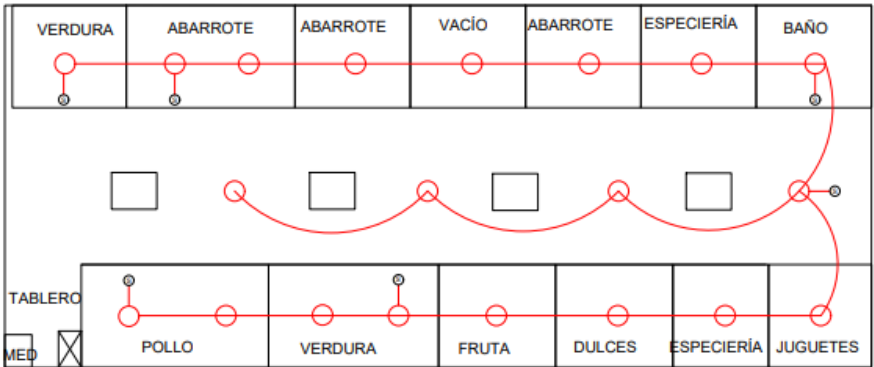 VERDURA
ABARROTE
ABARROTE
VACÍO
ABARROTE
ESPECIERÍA
BAÑO
TABLERO
MED
POLLO
VERDURA
FRUTA
DULCES
ESPECIERÍA
JUGUETES